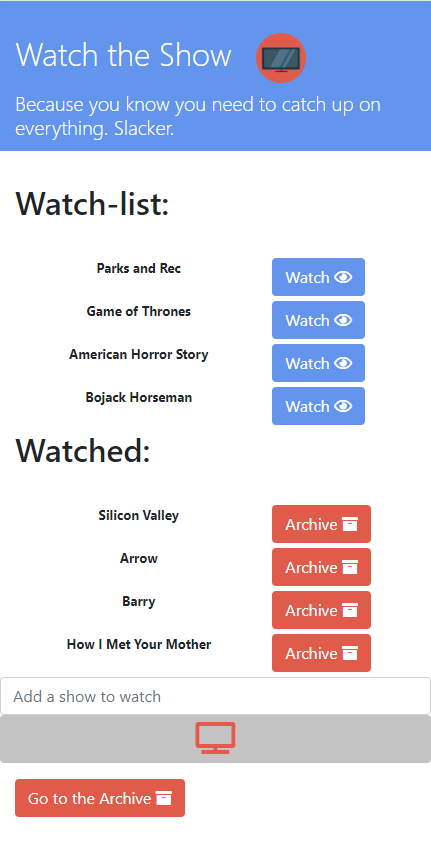 Watch the Show
Because you know you need to catch up on
everything. Slacker.
Watch-list:
Parks and Rec
Watch
Game of Thrones
Watch
American Horror Story
Watch
Bojack Horseman
Watch
Watched:
Silicon Valley
Archive
Arrow
Archive
Barry
Archive
How I Met Your Mother
Archive
Add a show to watch
Go to the Archive